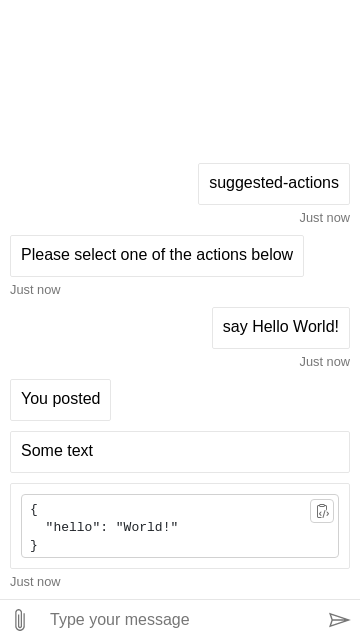 suggested-actions
Just now
Please select one of the actions below
Just now
say Hello World!
Just now
You posted
Some text
{
  "hello": "World!"
}
Just now
Type your message